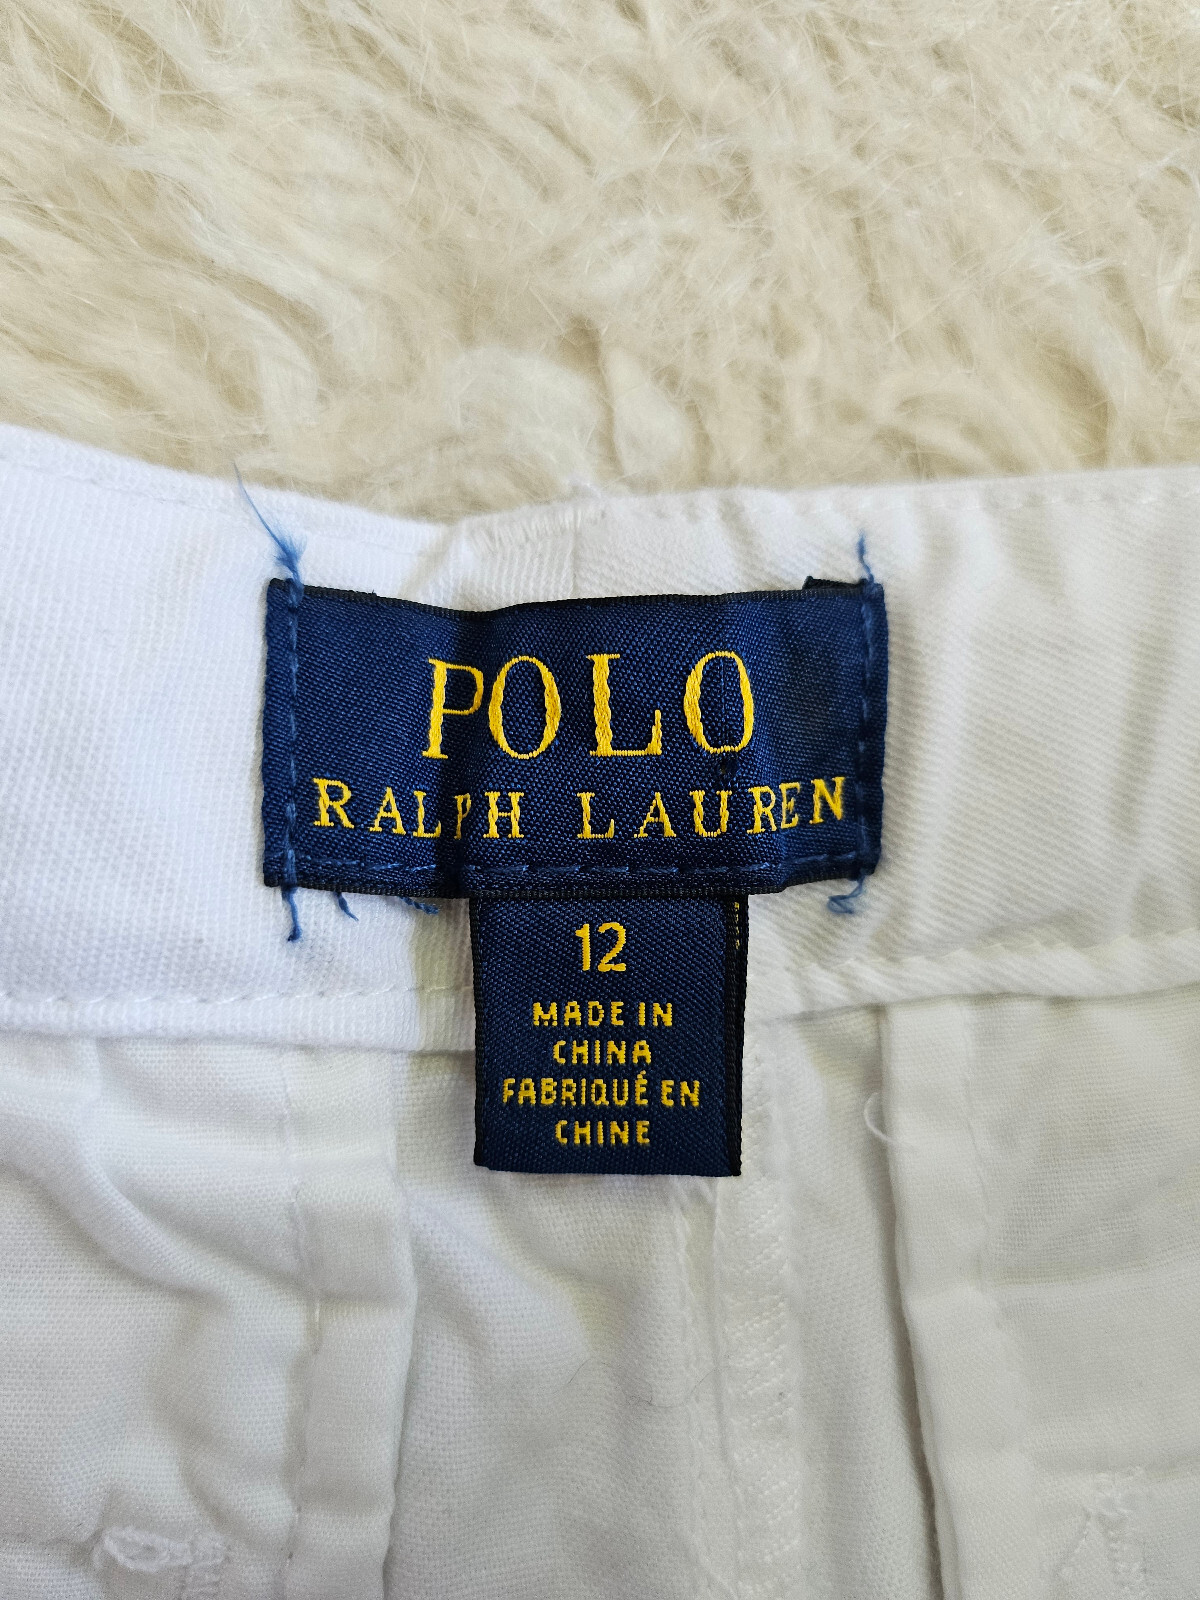 POLO
RALPH LAUREN
12
MADE IN
CHINA
FABRIQUÉ EN
CHINE